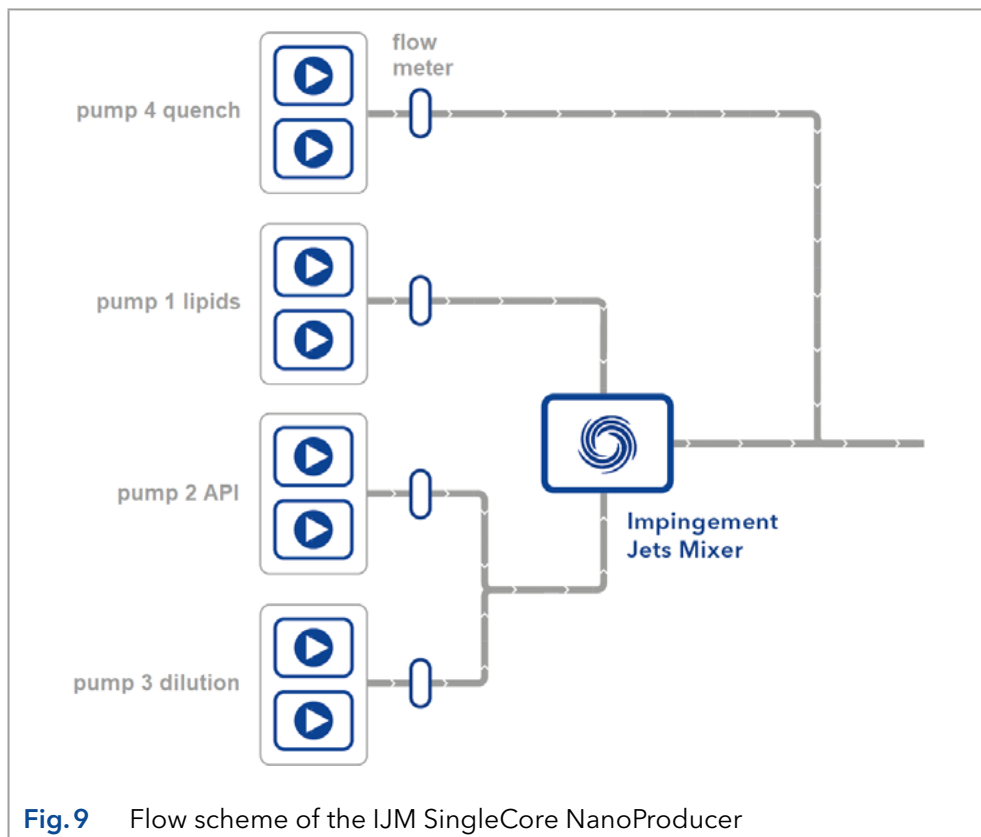 flow
meter
pump 4 quench
pump 1 lipids
pump 2 API
Impingement
Jets Mixer
pump 3 dilution
Fig. 9 Flow scheme of the IJM SingleCore NanoProducer